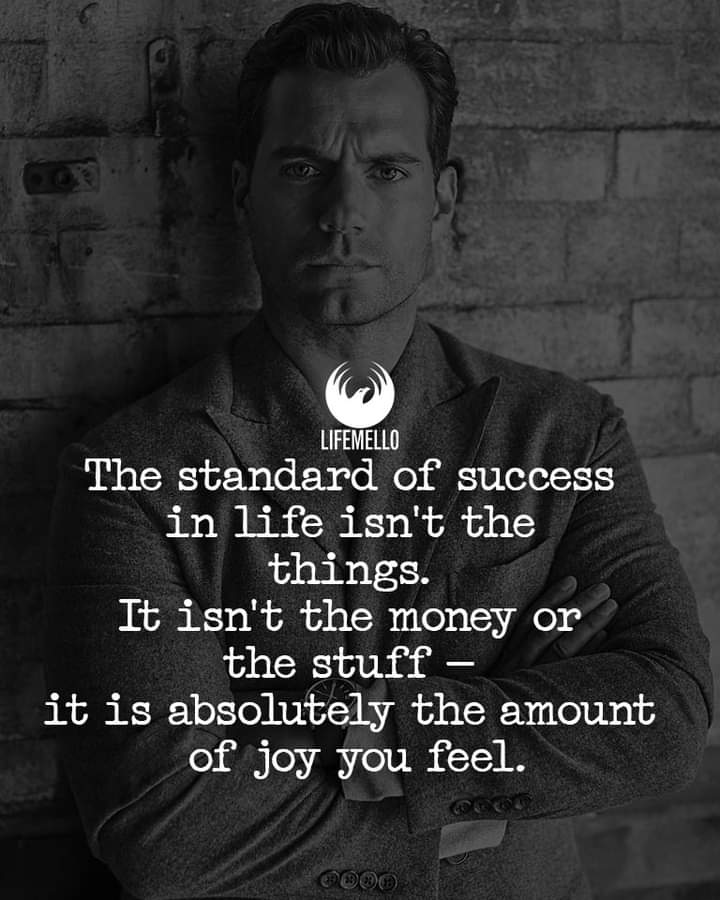 LIFEMELLO
The standard of success
in life isn't the
things.
It isn't the money or
the stuff —
it is absolutely the amount
of joy you feel.